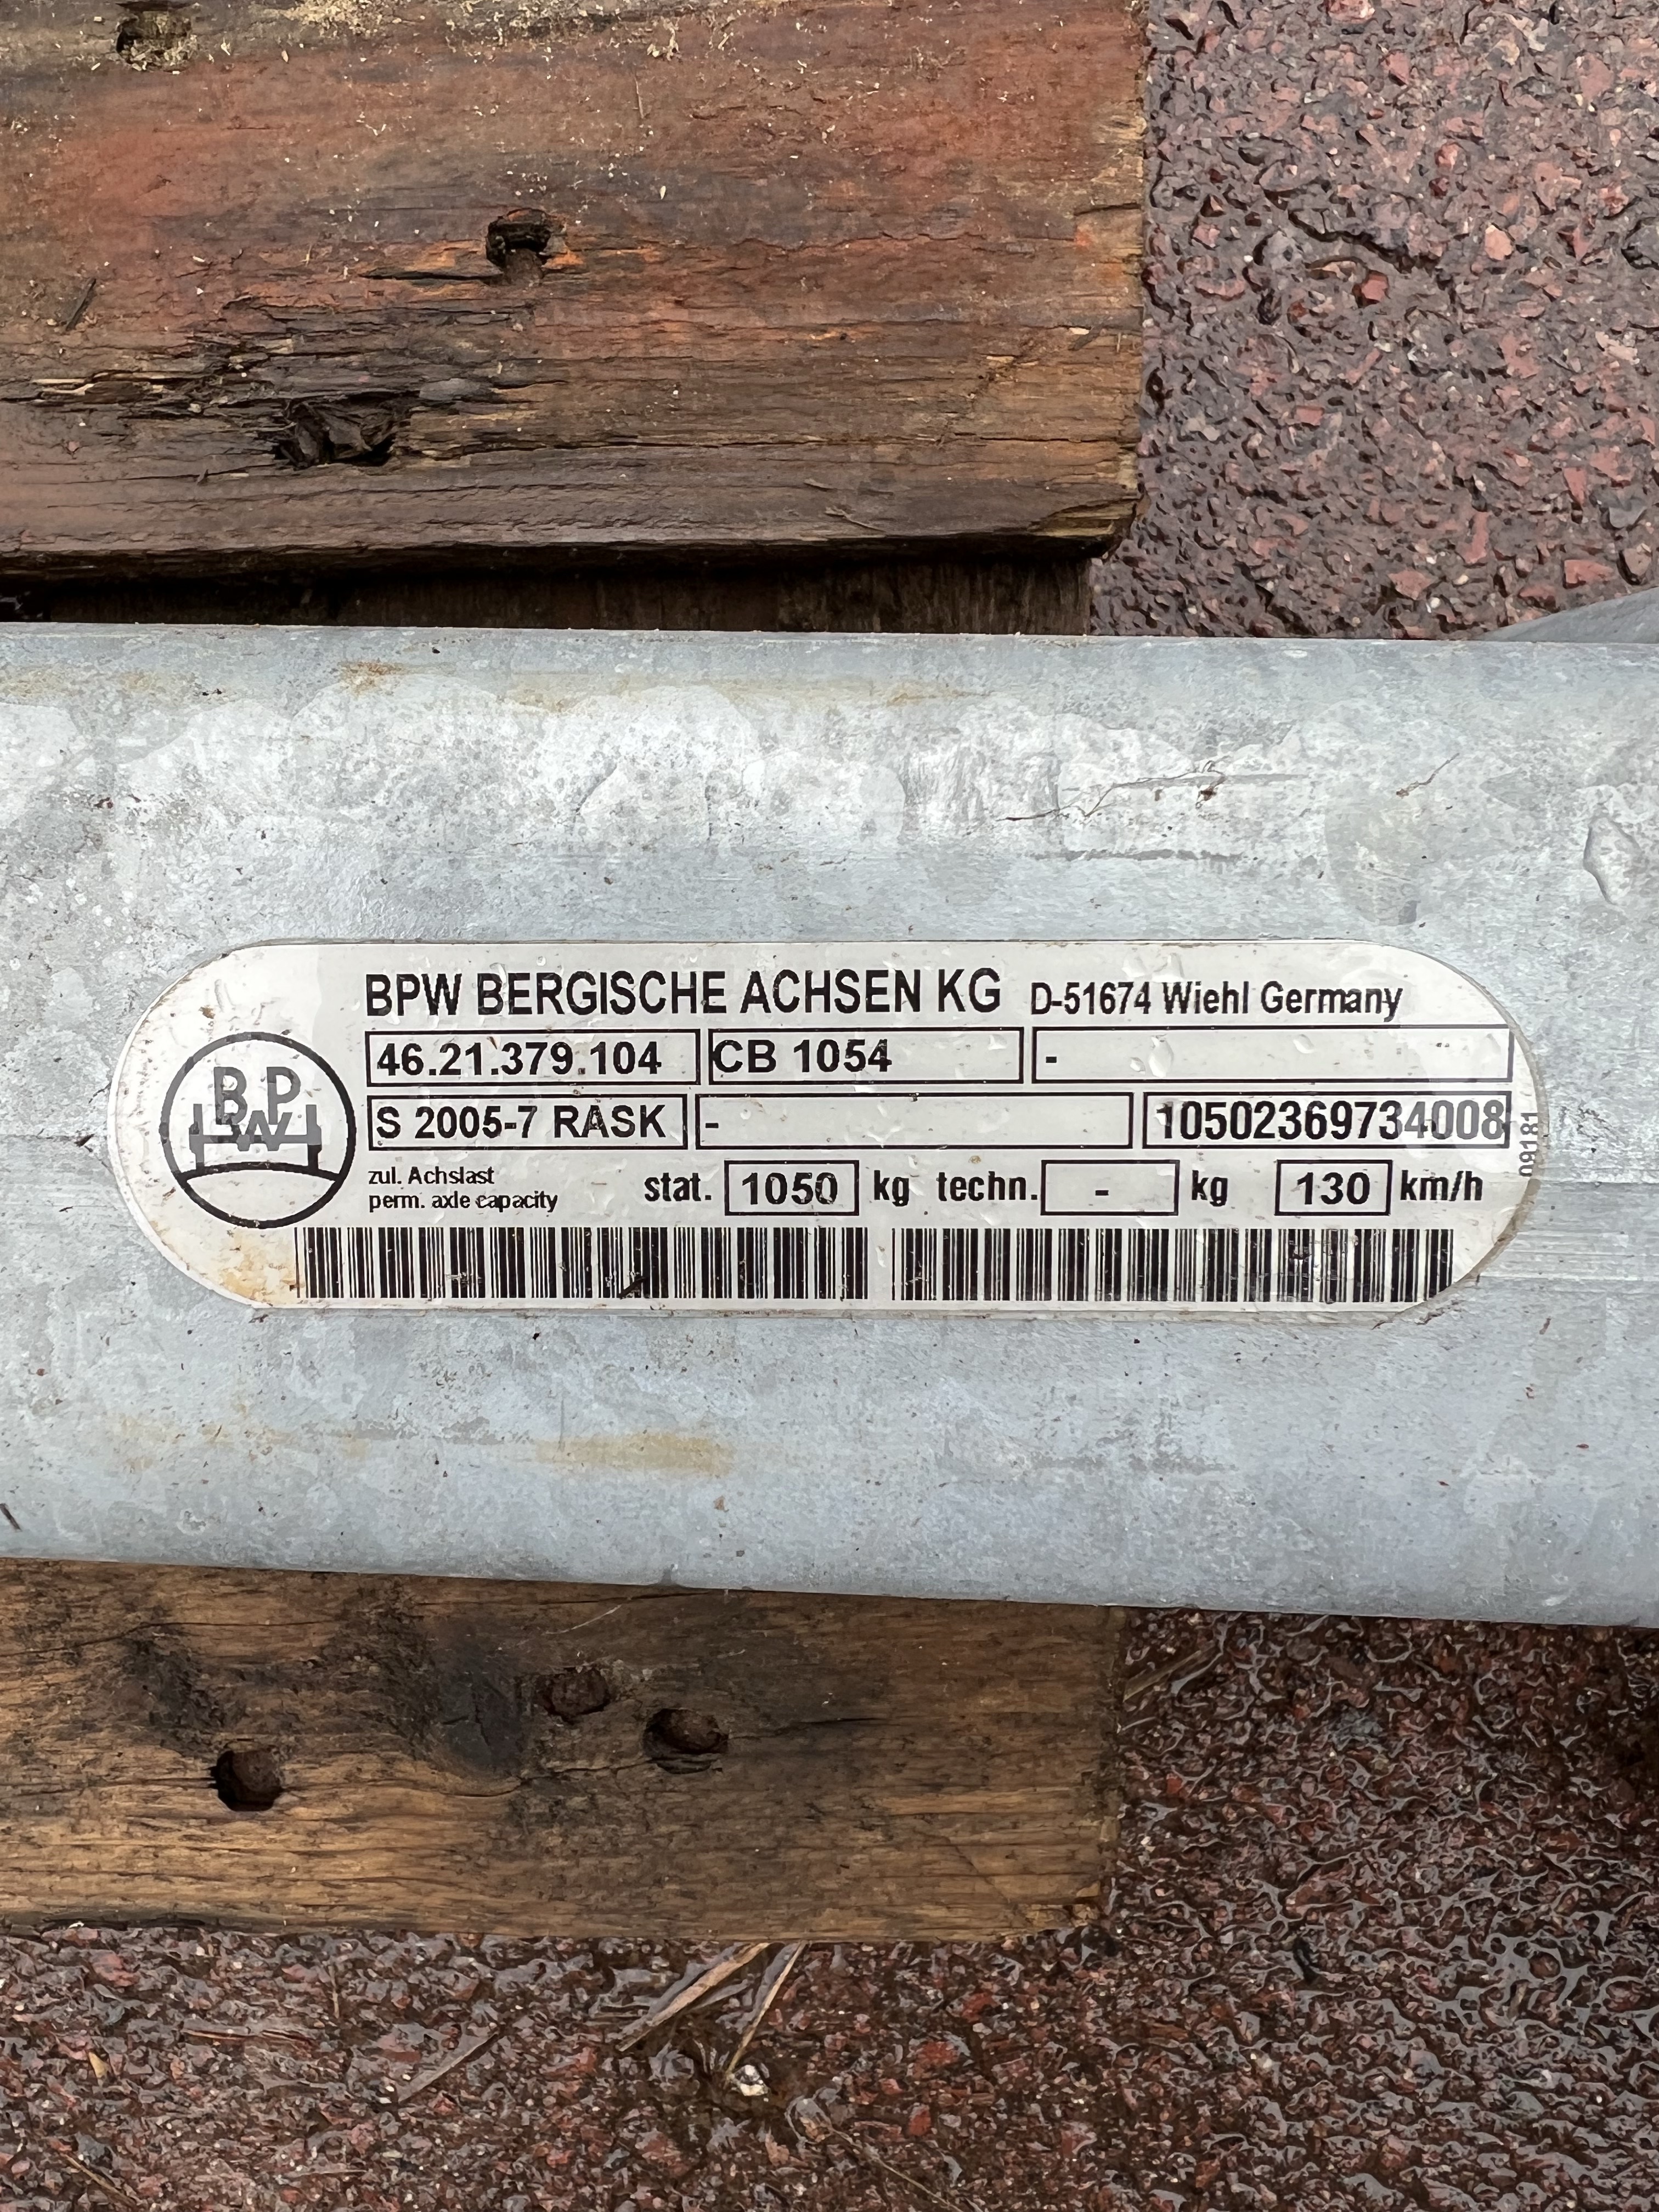 BPW BERGISCHE ACHSEN KG D-51674 Wiehl Germany
46.21.379.104 CB 1054 -
BPW
S 2005-7 RASK - 10502369734008
09181
zul. Achslast
perm. axle capacity
stat. 1050 kg techn. - kg 130 km/h